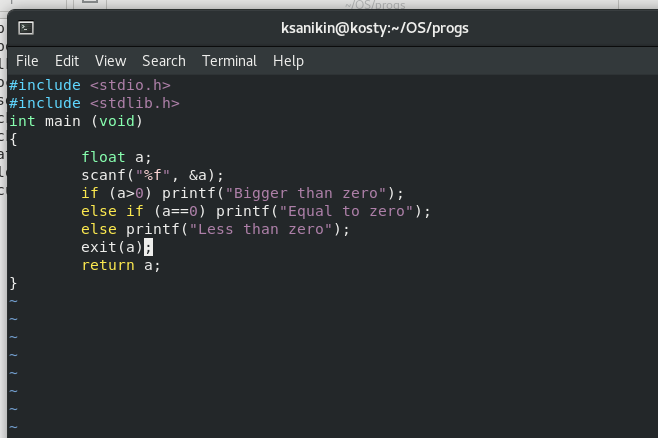 ~/OS/progs
ksanikin@kosty:~/OS/progs
File Edit View Search Terminal Help
#include <stdio.h>
#include <stdlib.h>
int main (void)
{
float a;
scanf("%f", &a);
if (a>0) printf("Bigger than zero");
else if (a==0) printf("Equal to zero");
else printf("Less than zero");
exit(a);
return a;
}
~
~
~
~
~
~
~
~